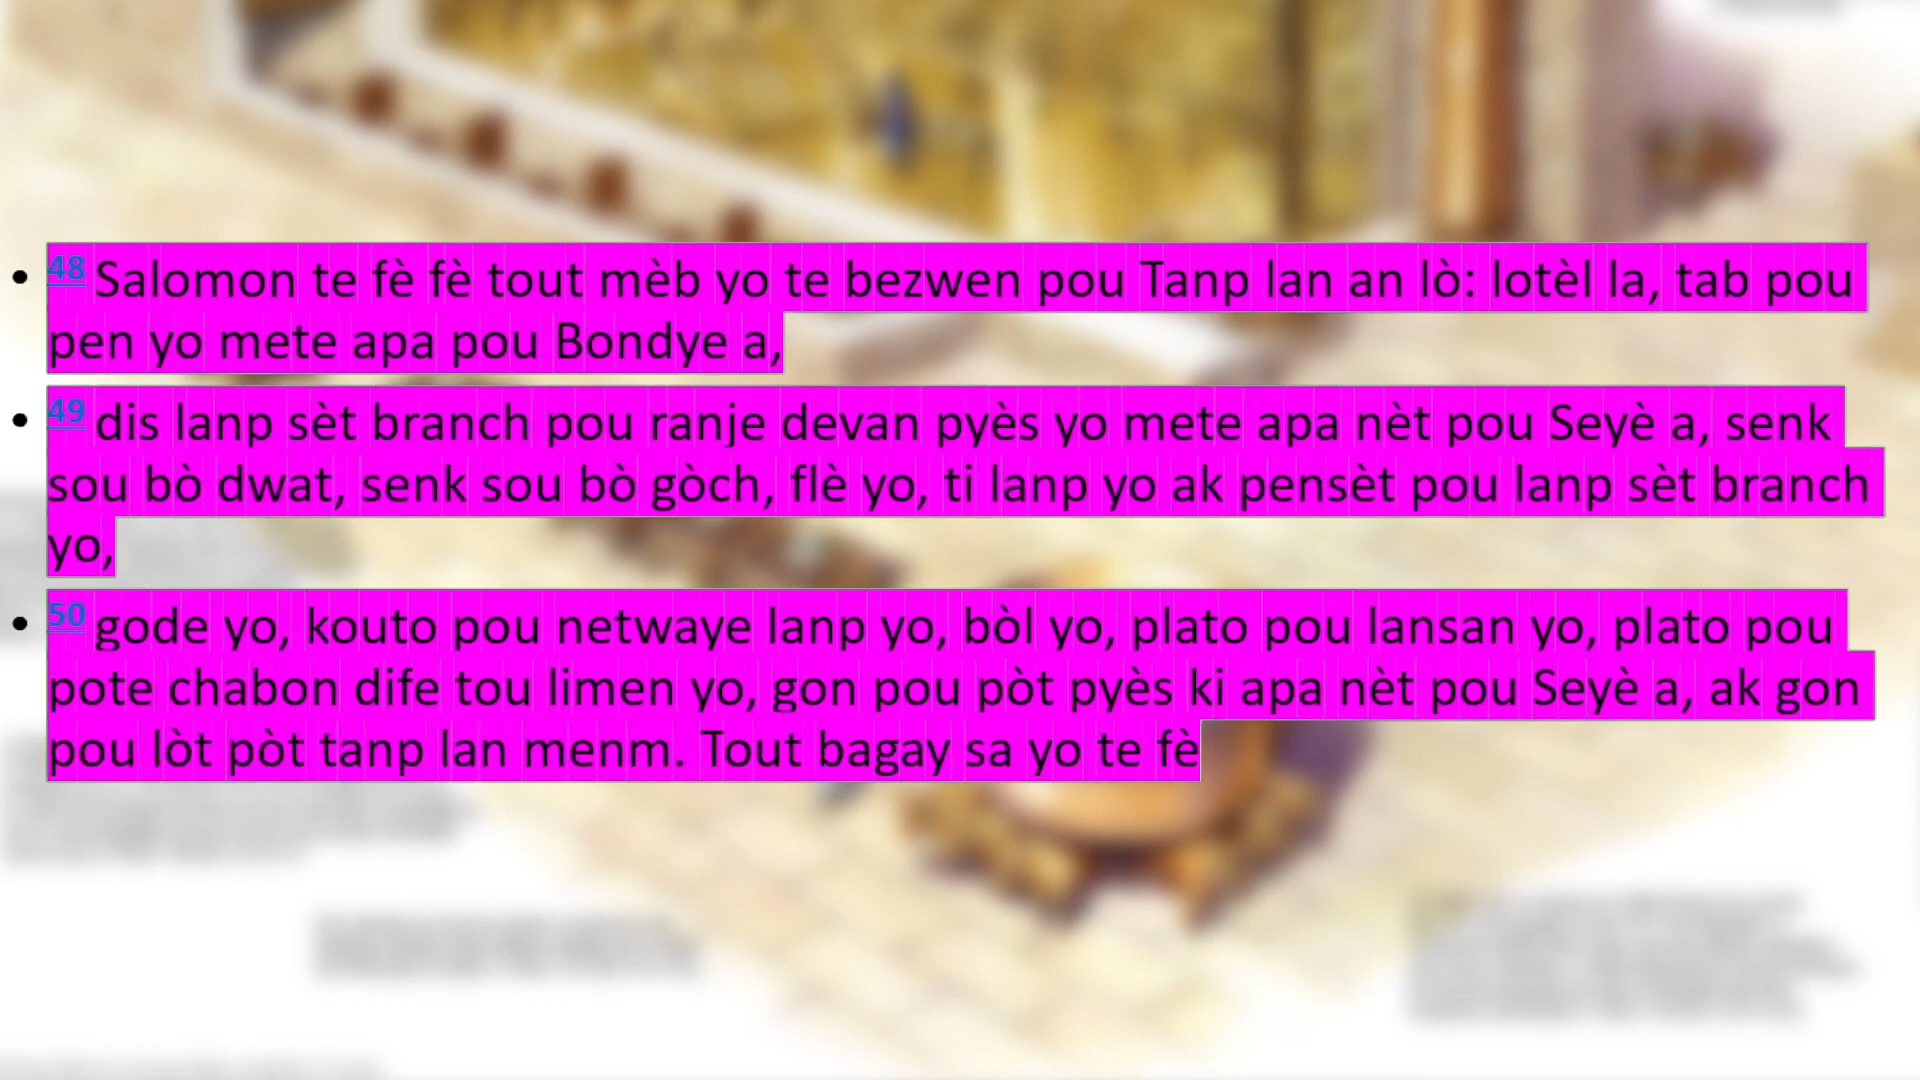 • 48 Salomon te fè fè tout mèb yo te bezwen pou Tanp lan an lò: lotèl la, tab pou
pen yo mete apa pou Bondye a,
• 49 dis lanp sèt branch pou ranje devan pyès yo mete apa nèt pou Seyè a, senk
sou bò dwat, senk sou bò gòch, flè yo, ti lanp yo ak pensèt pou lanp sèt branch
yo,
• 50 gode yo, kouto pou netwaye lanp yo, bòl yo, plato pou lansan yo, plato pou
pote chabon dife tou limen yo, gon pou pòt pyès ki apa nèt pou Seyè a, ak gon
pou lòt pòt tanp lan menm. Tout bagay sa yo te fè